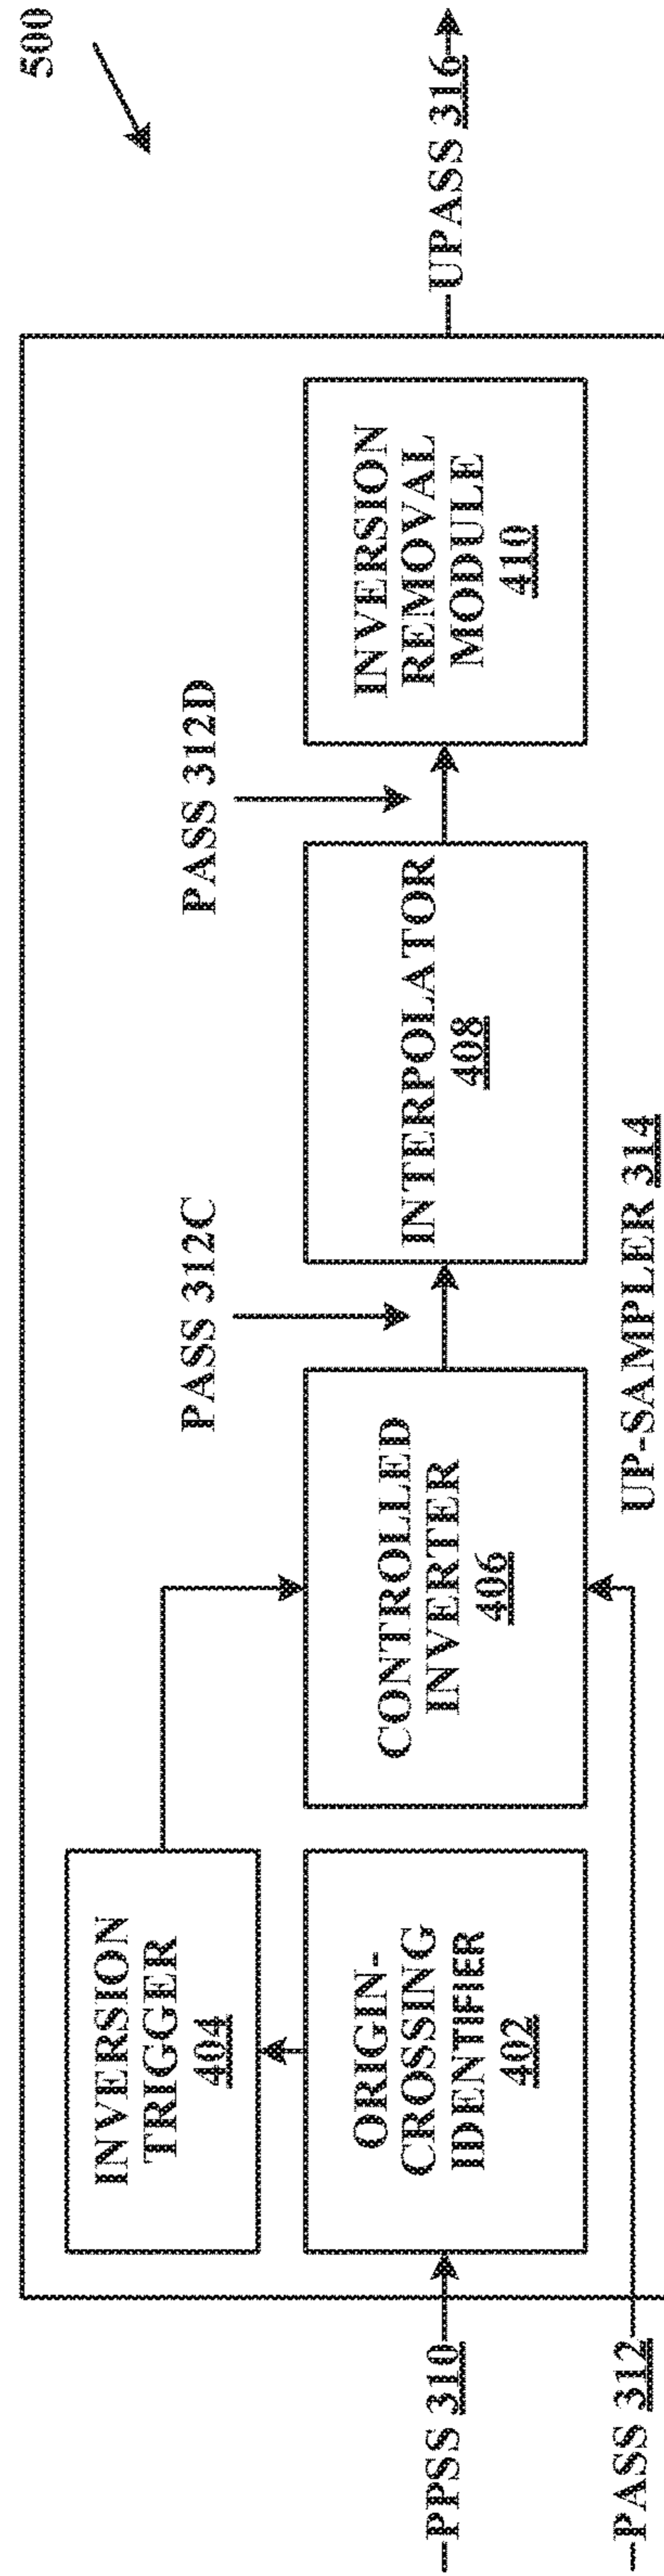 500
INVERSION
TRIGGER
404
ORIGIN-
CROSSING
IDENTIFIER
402
CONTROLLED
INVERTER
406
PASS 312C
INTERPOLATOR
408
PASS 312D
INVERSION
REMOVAL
MODULE
410
PPSS 310
PASS 312
UP-SAMPLER 314
UPASS 316